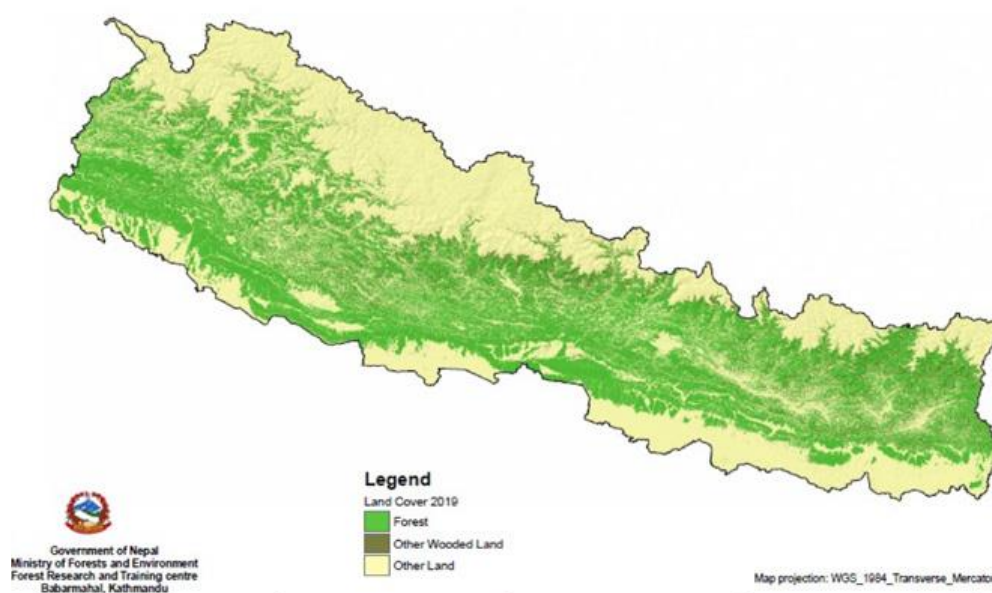 Legend
Land Cover 2019
Forest
Other Wooded Land
Other Land
Government of Nepal
Ministry of Forests and Environment
Forest Research and Training centre
Babarmahal, Kathmandu
Map projection: WGS_1984_Transverse_Mercator